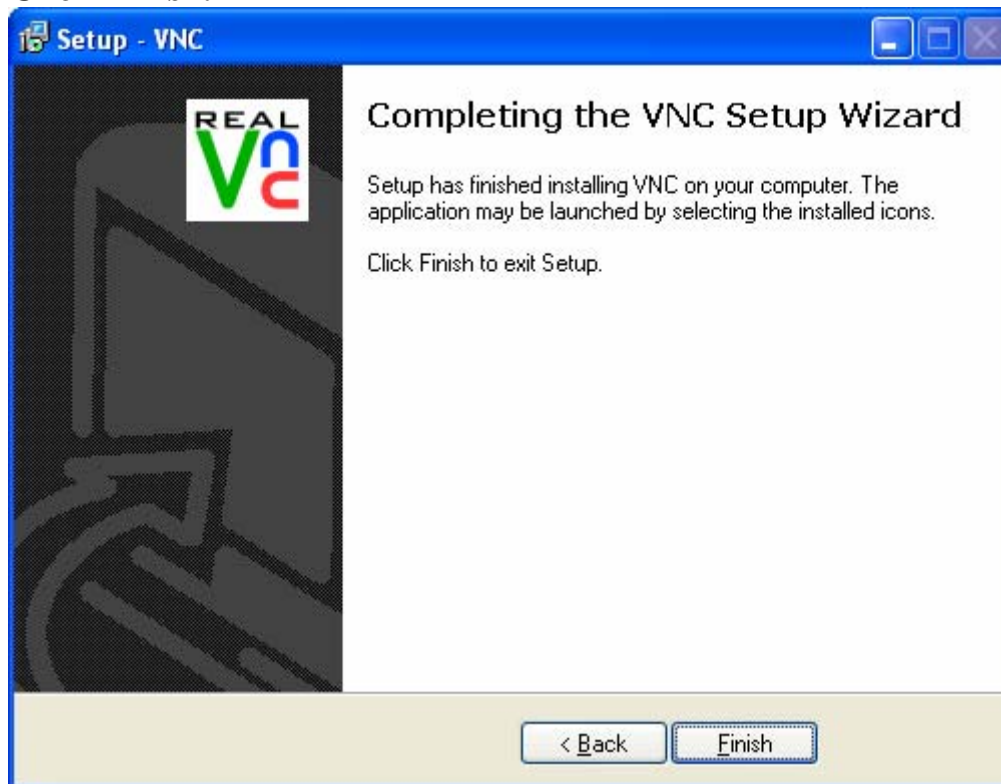 Setup - VNC
REAL
VNC
Completing the VNC Setup Wizard
Setup has finished installing VNC on your computer. The
application may be launched by selecting the installed icons.
Click Finish to exit Setup.
< Back
Finish